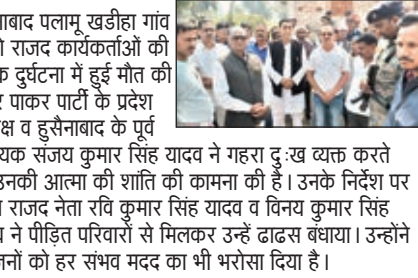 नाबाद पलामू खडीहा गांव
राजद कार्यकर्ताओं की
दुर्घटना में हुई मौत की
पाकर पार्टी के प्रदेश
क्ष व हुसैनाबाद के पूर्व
यक संजय कुमार सिंह यादव ने गहरा दुःख व्यक्त करते
उनकी आत्मा की शांति की कामना की है। उनके निर्देश पर
राजद नेता रवि कुमार सिंह यादव व विनय कुमार सिंह
ने पीड़ित परिवारों से मिलकर उन्हें ढाढस बंधाया। उन्होंने
जनों को हर संभव मदद का भी भरोसा दिया है।